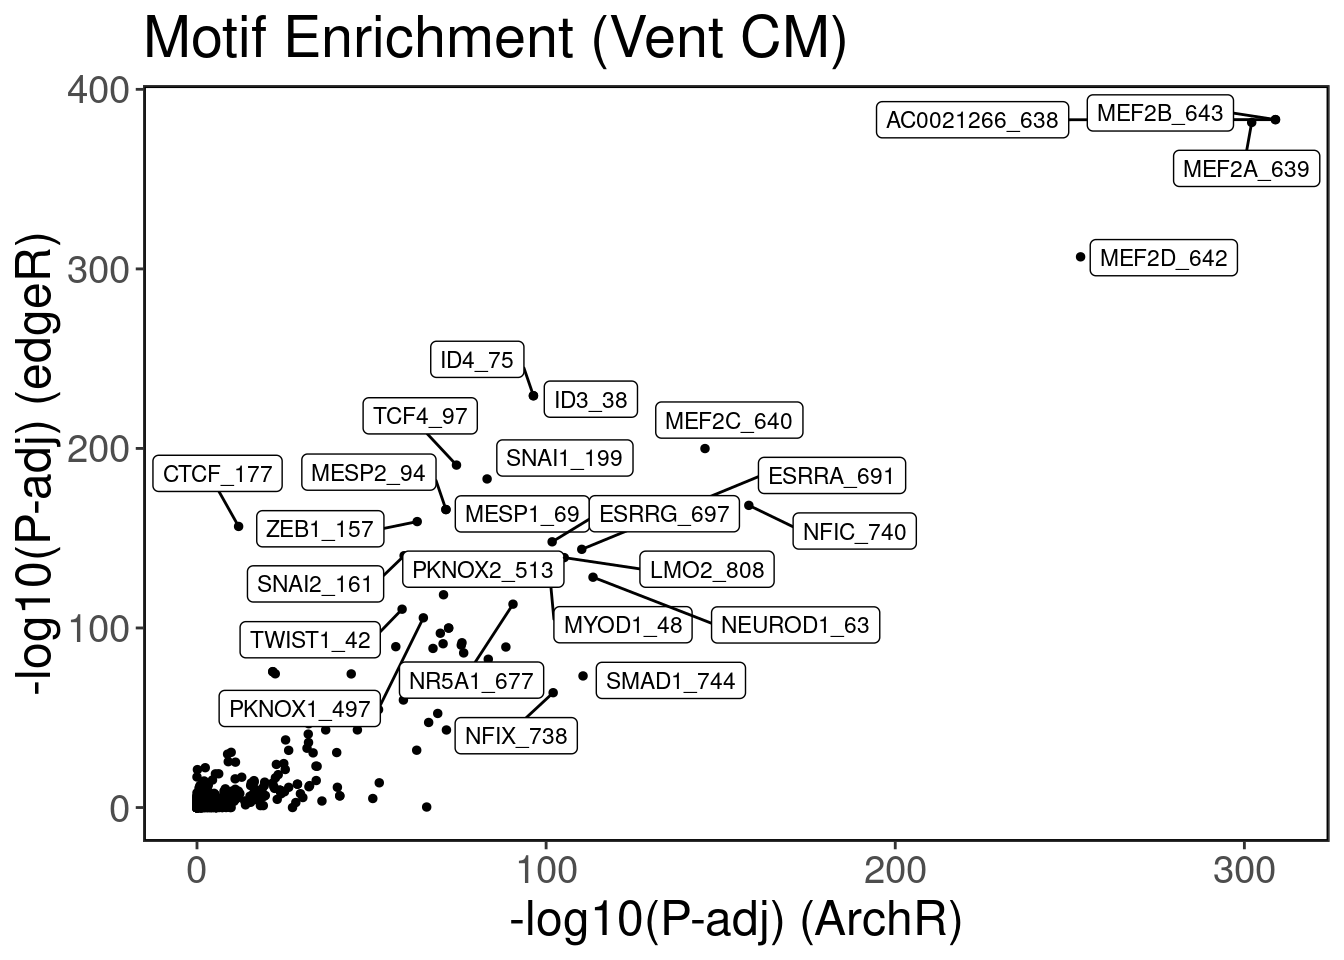 Motif Enrichment (Vent CM)
-log10(P-adj) (edgeR)
400
300
200
100
0
AC0021266_638
MEF2B_643
MEF2A_639
MEF2D_642
ID4_75
ID3_38
TCF4_97
MEF2C_640
SNAI1_199
CTCF_177
MESP2_94
ESRRA_691
MESP1_69
ESRRG_697
ZEB1_157
NFIC_740
PKNOX2_513
LMO2_808
SNAI2_161
MYOD1_48
NEUROD1_63
TWIST1_42
NR5A1_677
SMAD1_744
PKNOX1_497
NFIX_738
0
100
200
300
-log10(P-adj) (ArchR)